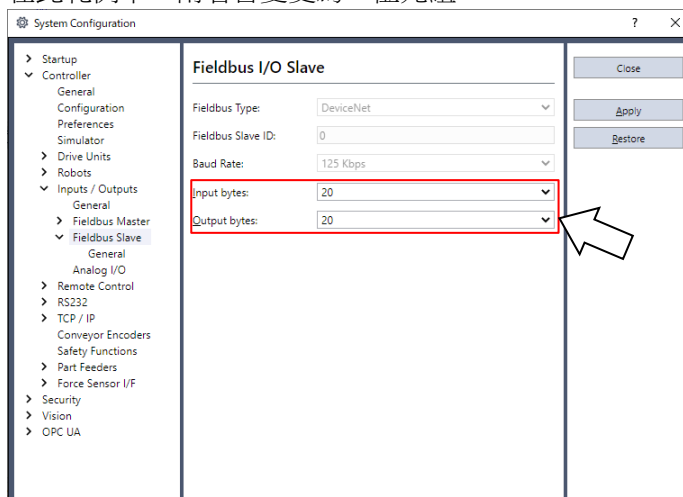 System Configuration
?
Startup
Controller
General
Configuration
Preferences
Simulator
Drive Units
Robots
Inputs / Outputs
General
Fieldbus Master
Fieldbus Slave
General
Analog I/O
Remote Control
RS232
TCP / IP
Conveyor Encoders
Safety Functions
Part Feeders
Force Sensor I/F
Security
Vision
OPC UA
Fieldbus I/O Slave
Fieldbus Type: DeviceNet
Fieldbus Slave ID: 0
Baud Rate: 125 Kbps
Input bytes: 20
Output bytes: 20
Close
Apply
Restore